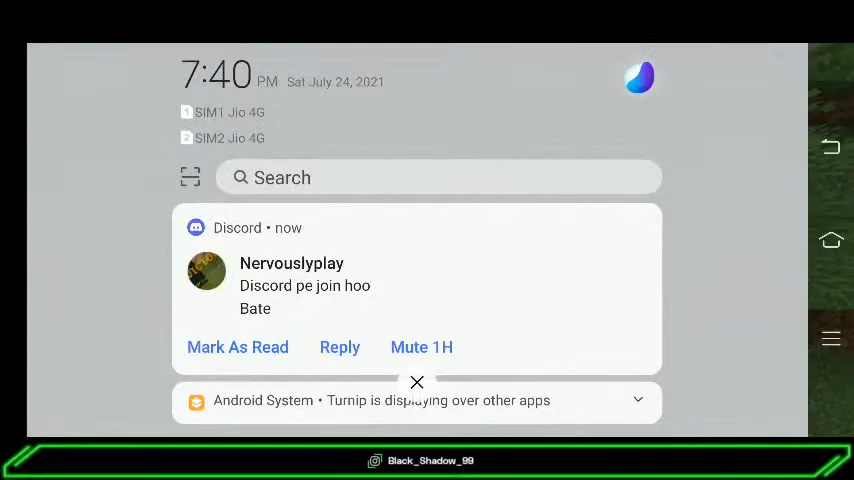 7:40 PM Sat July 24, 2021
1 SIM1 Jio 4G
2 SIM2 Jio 4G
Search
Discord • now
Nervouslyplay
Discord pe join hoo
Bate
Mark As Read Reply Mute 1H
Android System • Turnip is displaying over other apps
Black_Shadow_99